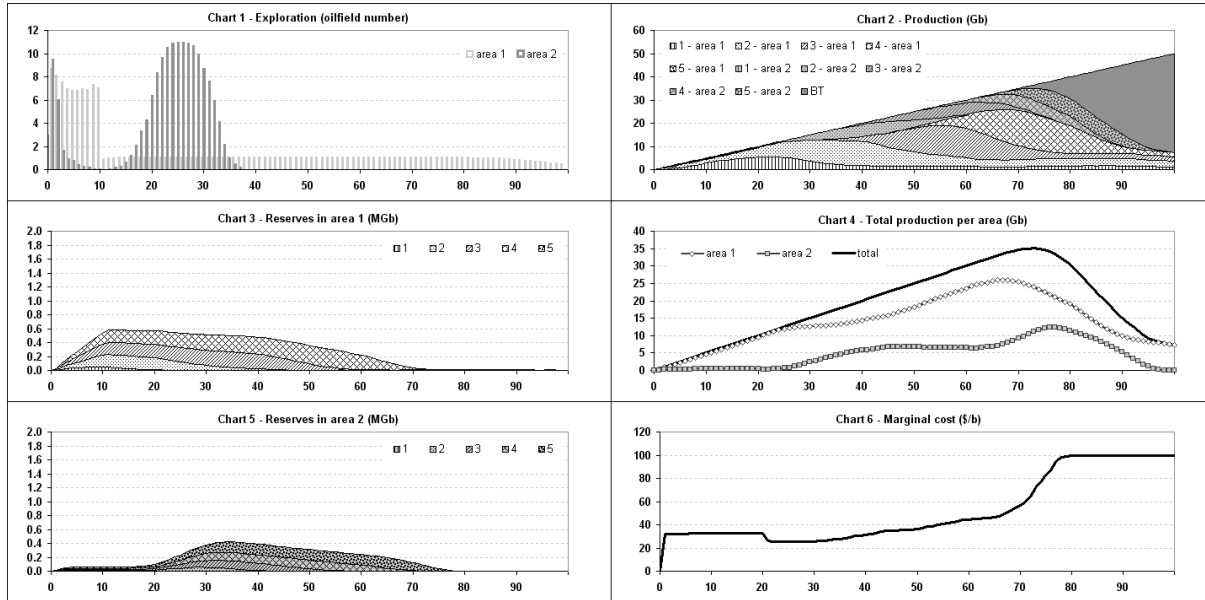 Chart 1 - Exploration (oilfield number)
12
10
8
6
4
2
0
area 1 area 2
0 10 20 30 40 50 60 70 80 90
Chart 2 - Production (Gb)
60
50
40
30
20
10
0
1 - area 1 2 - area 1 3 - area 1 4 - area 1
5 - area 1 1 - area 2 2 - area 2 3 - area 2
4 - area 2 5 - area 2 BT
0 10 20 30 40 50 60 70 80 90
Chart 3 - Reserves in area 1 (MGb)
2.0
1.8
1.6
1.4
1.2
1.0
0.8
0.6
0.4
0.2
0.0
1 2 3 4 5
0 10 20 30 40 50 60 70 80 90
Chart 4 - Total production per area (Gb)
40
35
30
25
20
15
10
5
0
area 1 area 2 total
0 10 20 30 40 50 60 70 80 90
Chart 5 - Reserves in area 2 (MGb)
2.0
1.8
1.6
1.4
1.2
1.0
0.8
0.6
0.4
0.2
0.0
1 2 3 4 5
0 10 20 30 40 50 60 70 80 90
Chart 6 - Marginal cost ($/b)
120
100
80
60
40
20
0
0 10 20 30 40 50 60 70 80 90